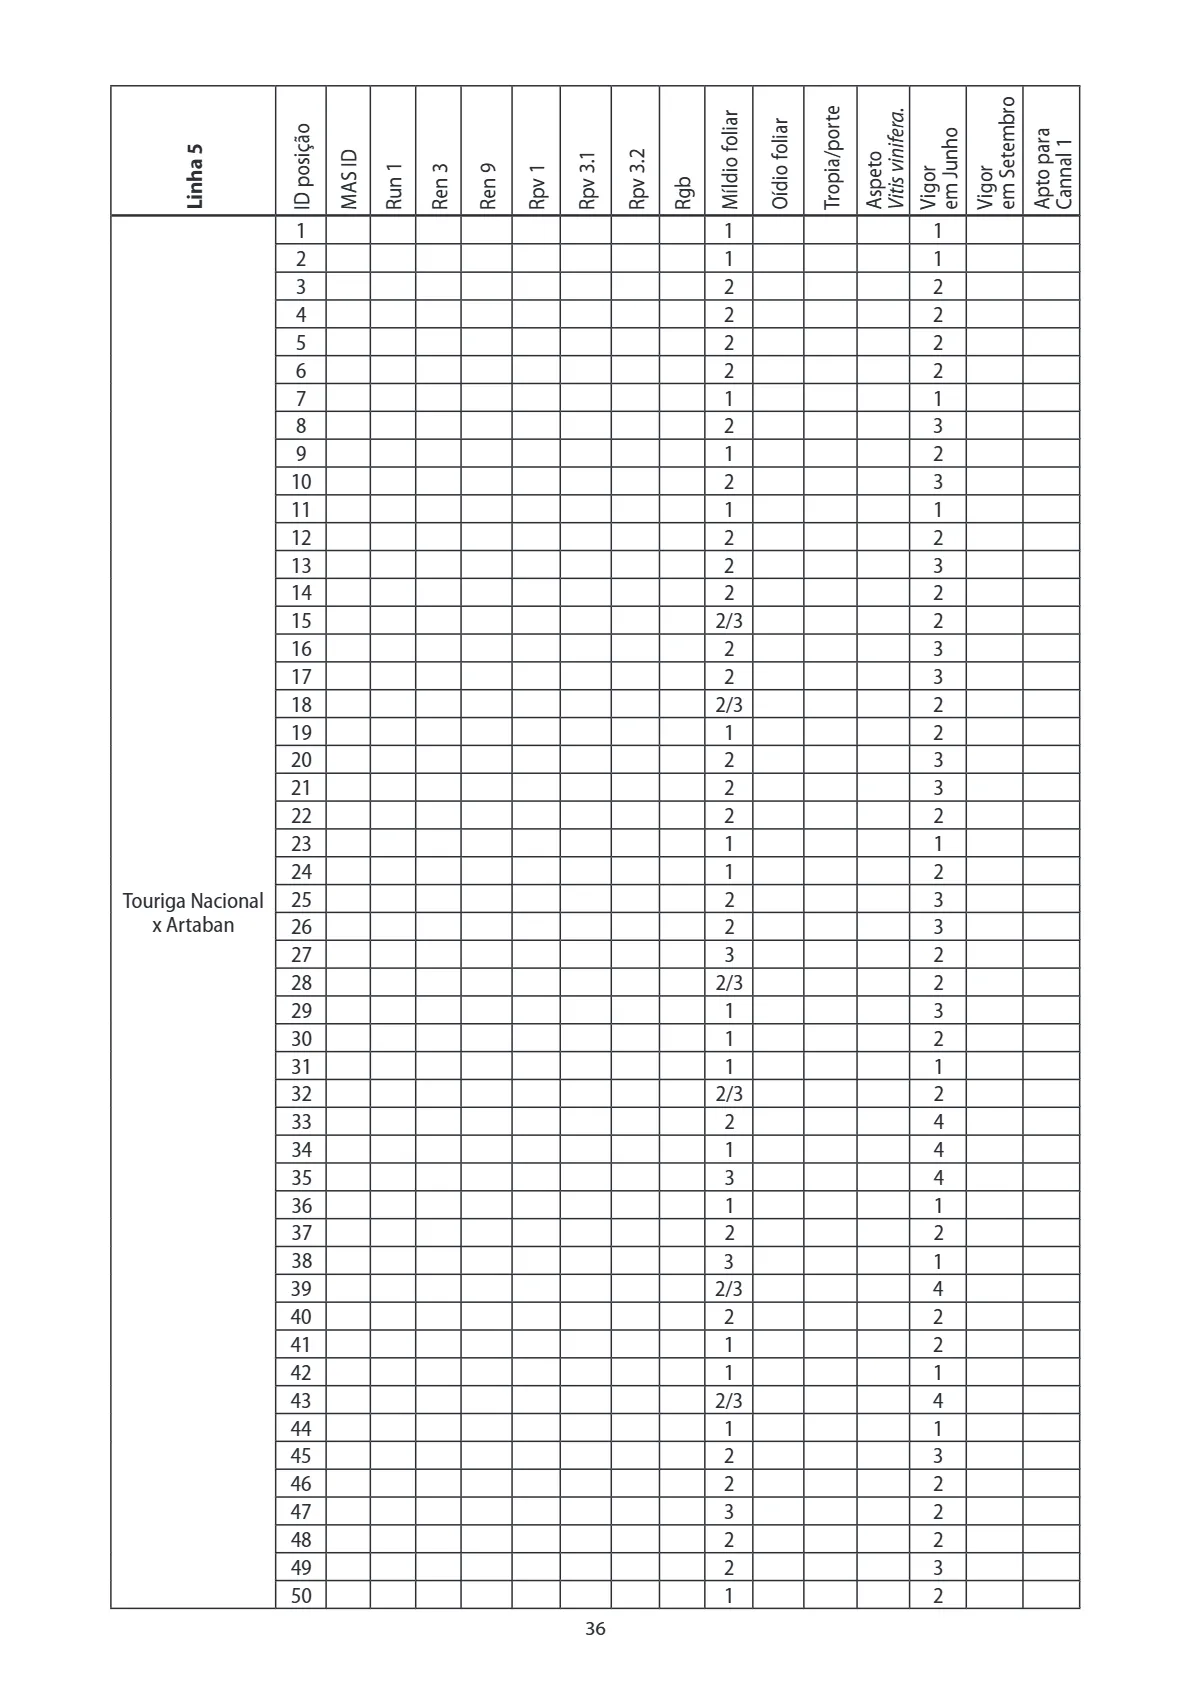 Linha 5 ID posição MAS ID Run 1 Ren 3 Ren 9 Rpv 1 Rpv 3.1 Rpv 3.2 Rgb Míldio foliar Oídio foliar Tropia/porte Aspeto Vitis vinifera. Vigor em Junho Vigor em Setembro Apto para Cannal 1
1 1 1
2 1 1
3 2 2
4 2 2
5 2 2
6 2 2
7 1 1
8 2 3
9 1 2
10 2 3
11 1 1
12 2 2
13 2 3
14 2 2
15 2/3 2
16 2 3
17 2 3
18 2/3 2
19 1 2
20 2 3
21 2 3
22 2 2
23 1 1
24 1 2
Touriga Nacional
x Artaban
25 2 3
26 2 3
27 3 2
28 2/3 2
29 1 3
30 1 2
31 1 1
32 2/3 2
33 2 4
34 1 4
35 3 4
36 1 1
37 2 2
38 3 1
39 2/3 4
40 2 2
41 1 2
42 1 1
43 2/3 4
44 1 1
45 2 3
46 2 2
47 3 2
48 2 2
49 2 3
50 1 2
36